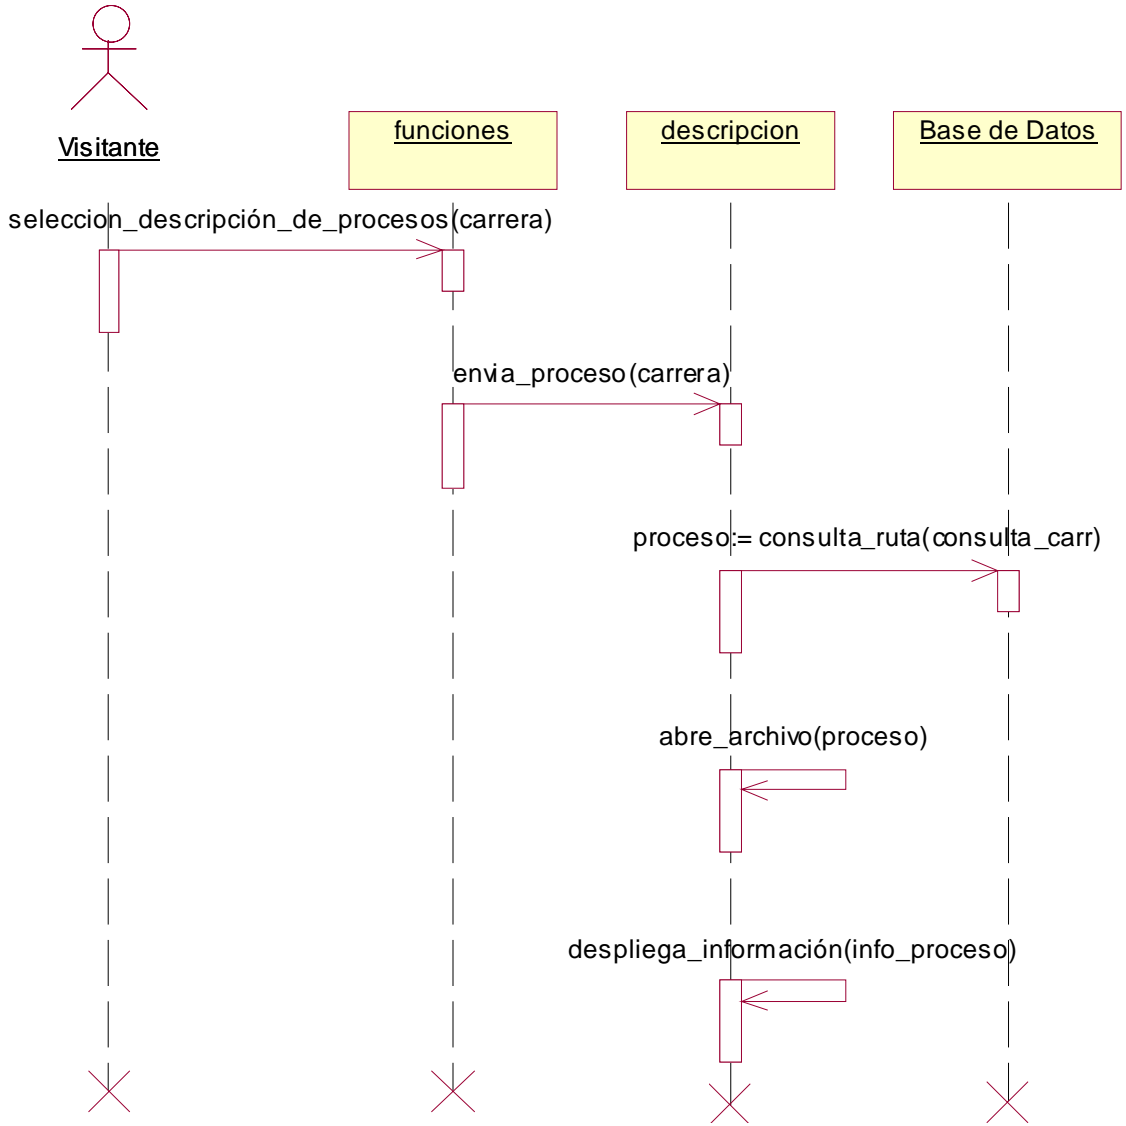 Visitante
funciones
descripcion
Base de Datos
seleccion_descripción_de_procesos(carrera)
envia_proceso(carrera)
proceso:= consulta_ruta(consulta_carr)
abre_archivo(proceso)
despliega_información(info_proceso)